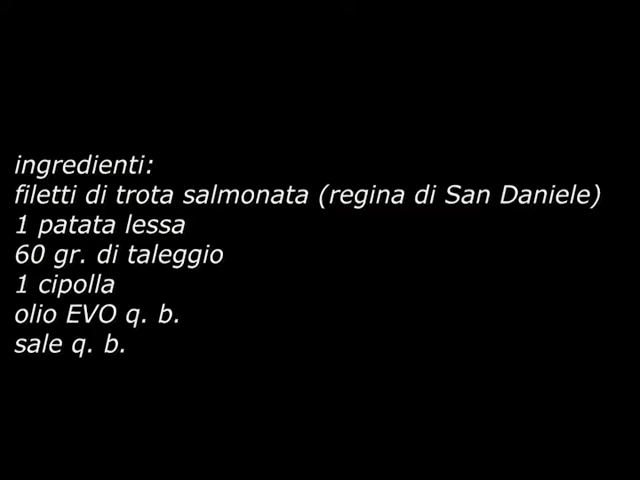 ingredienti:
filetti di trota salmonata (regina di San Daniele)
1 patata lessa
60 gr. di taleggio
1 cipolla
olio EVO q. b.
sale q. b.